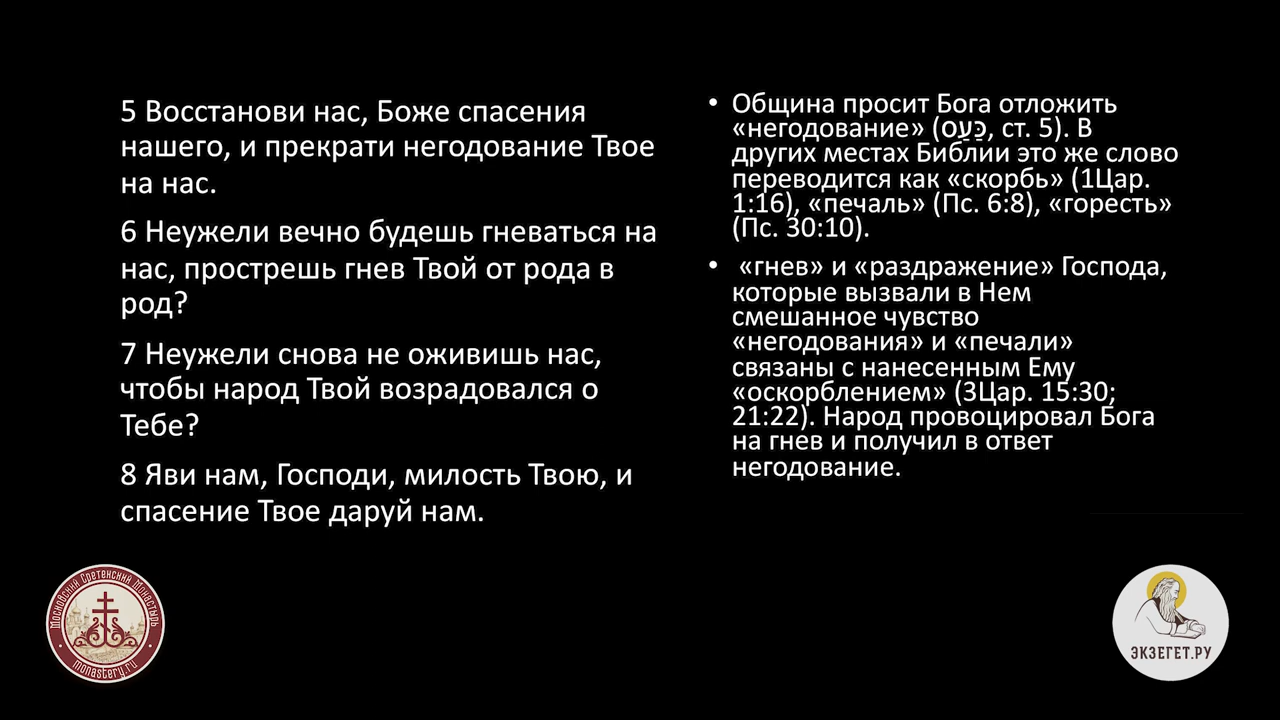 5 Восстанови нас, Боже спасения
нашего, и прекрати негодование Твое
на нас.
6 Неужели вечно будешь гневаться на
нас, прострешь гнев Твой от рода в
род?
7 Неужели снова не оживишь нас,
чтобы народ Твой возрадовался о
Тебе?
8 Яви нам, Господи, милость Твою, и
спасение Твое даруй нам.
• Община просит Бога отложить
«негодование» (כַּעַס, ст. 5). В
других местах Библии это же слово
переводится как «скорбь» (1Цар.
1:16), «печаль» (Пс. 6:8), «горесть»
(Пс. 30:10).
• «гнев» и «раздражение» Господа,
которые вызвали в Нем
смешанное чувство
«негодования» и «печали»
связаны с нанесенным Ему
«оскорблением» (3Цар. 15:30;
21:22). Народ провоцировал Бога
на гнев и получил в ответ
негодование.
Московский Сретенский Монастырь
monastery.ru
ЭКЗЕГЕТ.РУ